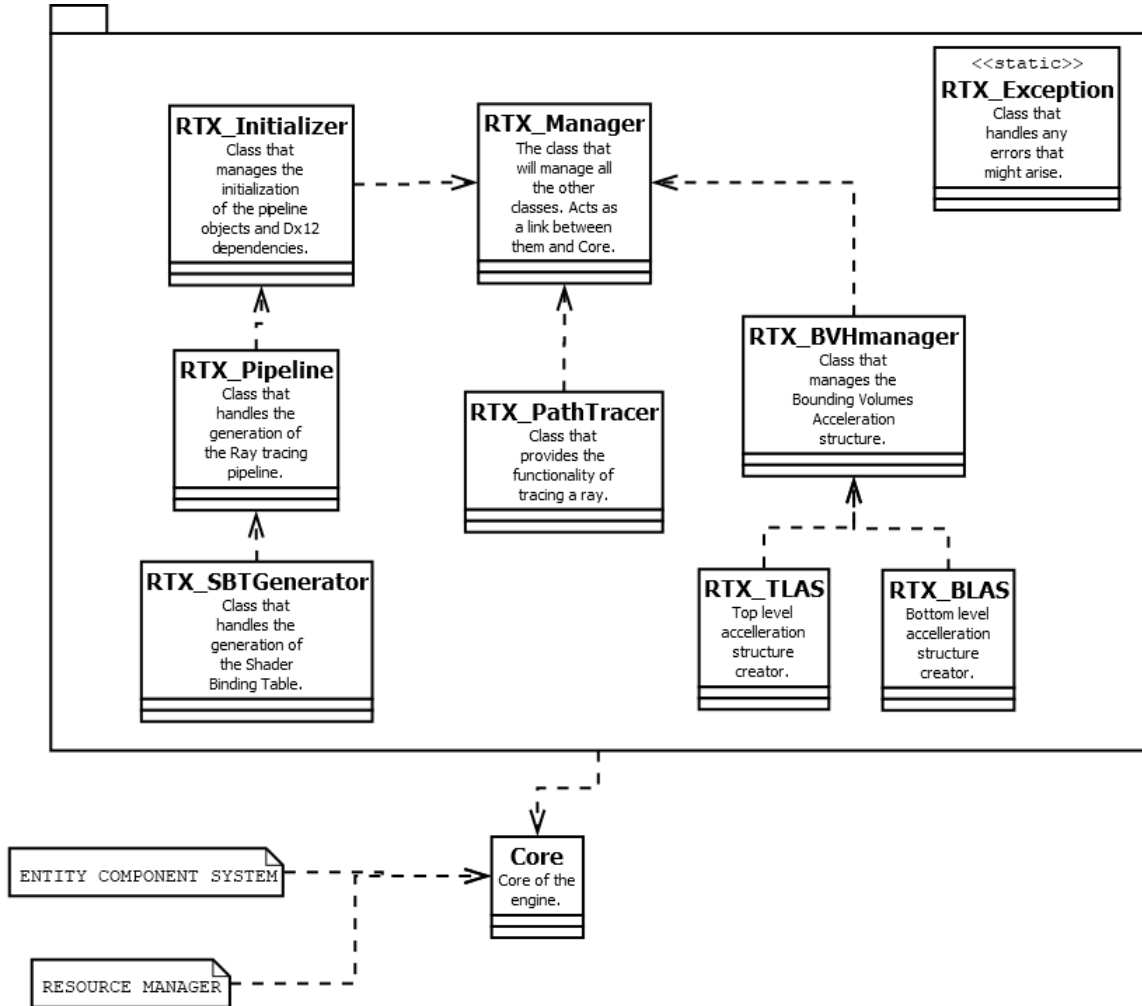 <<static>>
RTX_Exception
Class that
handles any
errors that
might arise.
RTX_Initializer
Class that
manages the
initialization
of the pipeline
objects and Dx12
dependencies.
RTX_Manager
The class that
will manage all
the other
classes. Acts as
a link between
them and Core.
RTX_BVHmanager
Class that
manages the
Bounding Volumes
Acceleration
structure.
RTX_Pipeline
Class that
handles the
generation of
the Ray tracing
pipeline.
RTX_PathTracer
Class that
provides the
functionality of
tracing a ray.
RTX_SBTGenerator
Class that
handles the
generation of
the Shader
Binding Table.
RTX_TLAS
Top level
accelleration
structure
creator.
RTX_BLAS
Bottom level
accelleration
structure
creator.
Core
Core of the
engine.
ENTITY COMPONENT SYSTEM
RESOURCE MANAGER